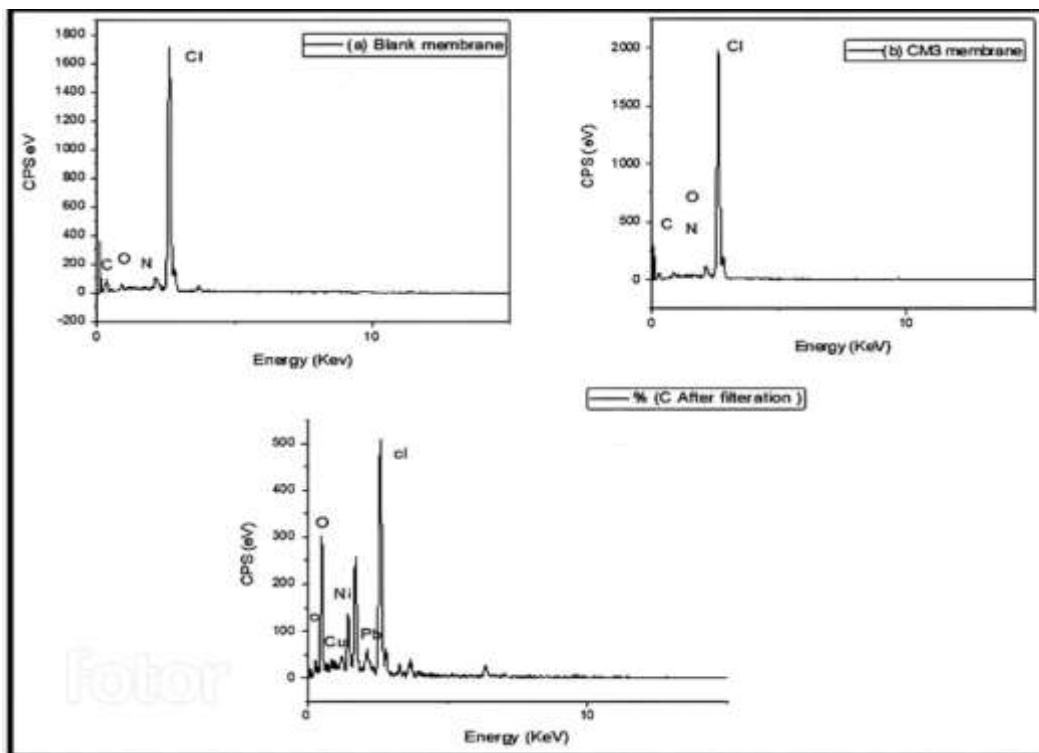 (a) Blank membrane
Cl
1800
1600
1400
1200
1000
800
600
400
200
0
-200
CPS eV
C
O
N
0
10
Energy (Kev)
(b) CM3 membrane
Cl
2000
1500
1000
500
0
CPS (eV)
C
O
N
0
10
Energy (KeV)
% (C After filteration )
500
400
300
200
100
0
CPS (eV)
cl
O
c
Cu
Ni
Pb
0
10
Energy (KeV)
fotor